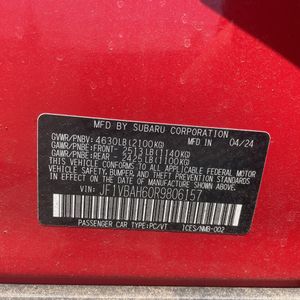 MFD BY SUBARU CORPORATION
GVWR/PNBV: 4630LB(2100KG) MFD IN 04/24
GAWR/PNBE:FRONT- 2513LB(1140KG)
GAWR/PNBE:REAR - 2425LB(1100KG)
THIS VEHICLE CONFORMS TO ALL APPLICABLE FEDERAL MOTOR
VEHICLE SAFETY, BUMPER, AND THEFT PREVENTION STANDARDS
IN EFFECT ON THE DATE OF MANUFACTURE SHOWN ABOVE.
VIN: JF1VBAH60R9806157
PASSENGER CAR TYPE: PC/VT ICES/NMB-002